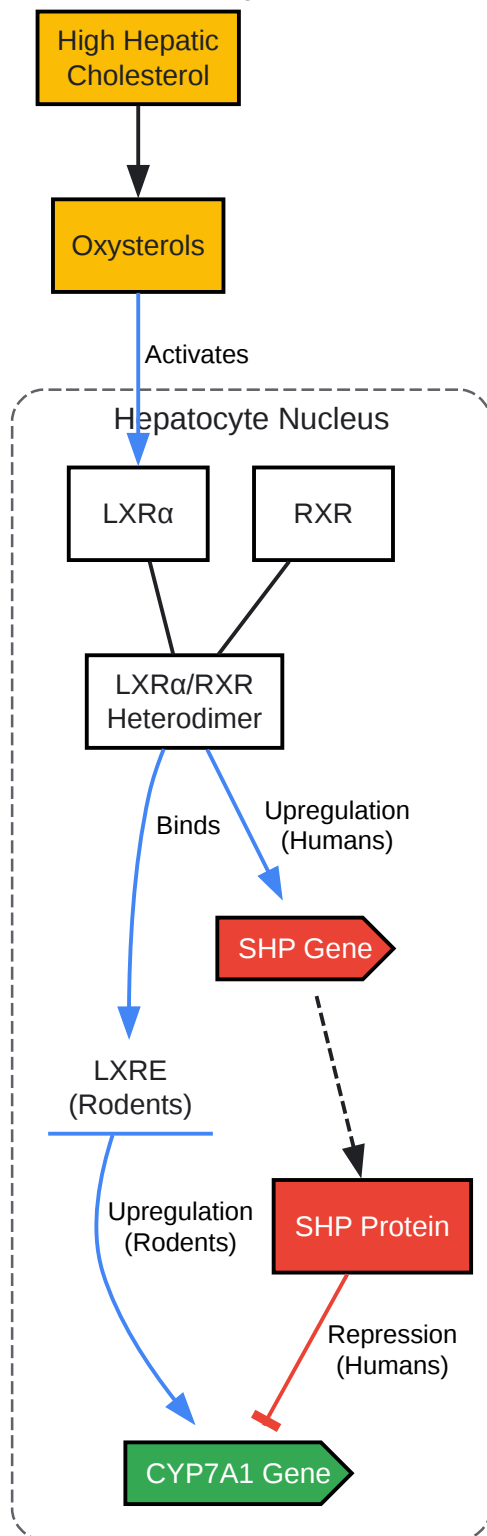 High Hepatic
Cholesterol
Oxysterols
Activates
Hepatocyte Nucleus
LXRα
RXR
LXRα/RXR
Heterodimer
Binds
Upregulation
(Humans)
SHP Gene
LXRE
(Rodents)
Upregulation
(Rodents)
SHP Protein
Repression
(Humans)
CYP7A1 Gene